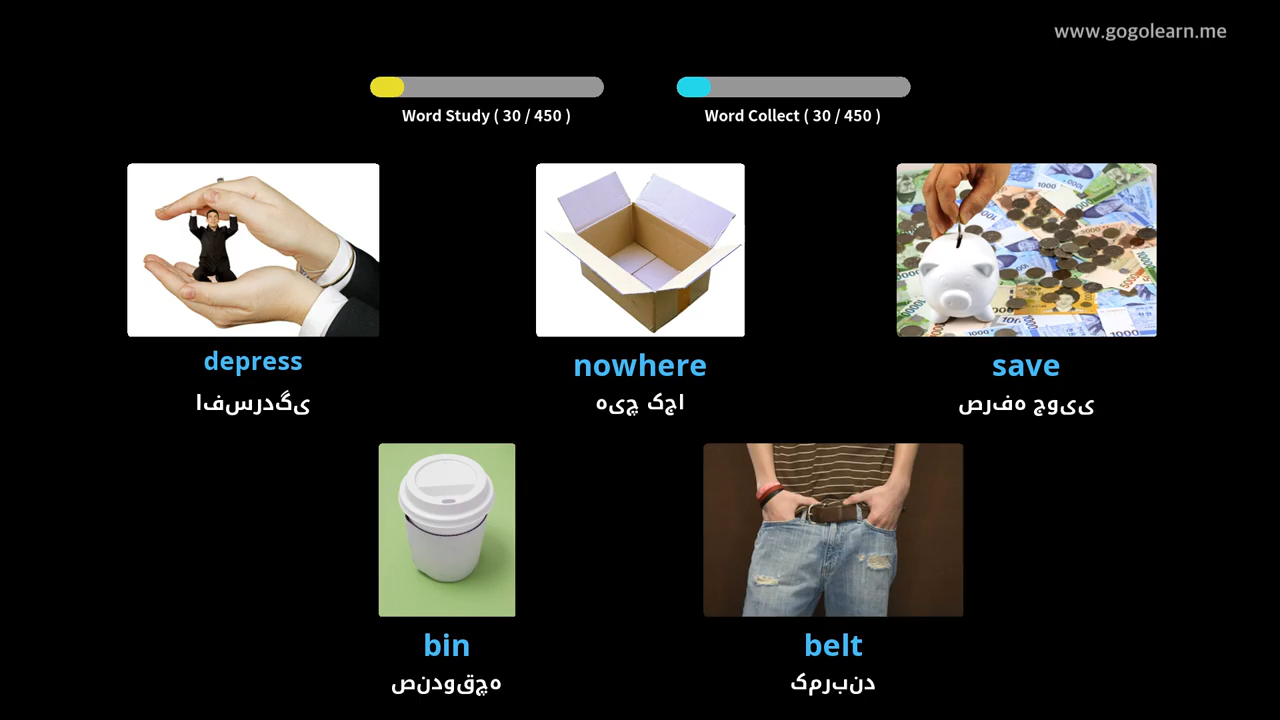 www.gogolearn.me
Word Study ( 30 / 450 )
Word Collect ( 30 / 450 )
depress
nowhere
save
افسردگی
هیچ کجا
صرفه جویی
bin
belt
صندوقچه
کمربند